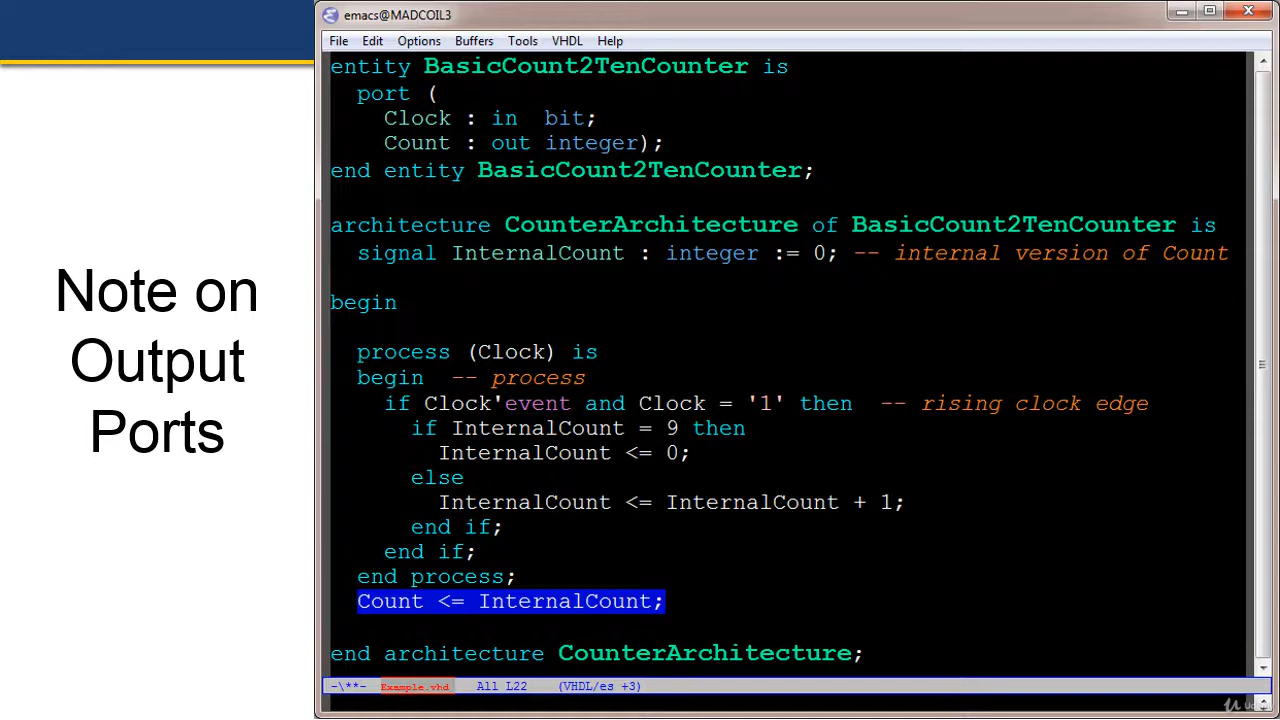 Note on
Output
Ports
emacs@MADCOIL3
File Edit Options Buffers Tools VHDL Help
entity BasicCount2TenCounter is
port (
Clock : in bit;
Count : out integer);
end entity BasicCount2TenCounter;
architecture CounterArchitecture of BasicCount2TenCounter is
signal InternalCount : integer := 0; -- internal version of Count
begin
process (Clock) is
begin -- process
if Clock'event and Clock = '1' then -- rising clock edge
if InternalCount = 9 then
InternalCount <= 0;
else
InternalCount <= InternalCount + 1;
end if;
end if;
end process;
Count <= InternalCount;
end architecture CounterArchitecture;
-\**- Example.vhd All L22 (VHDL/es +3)